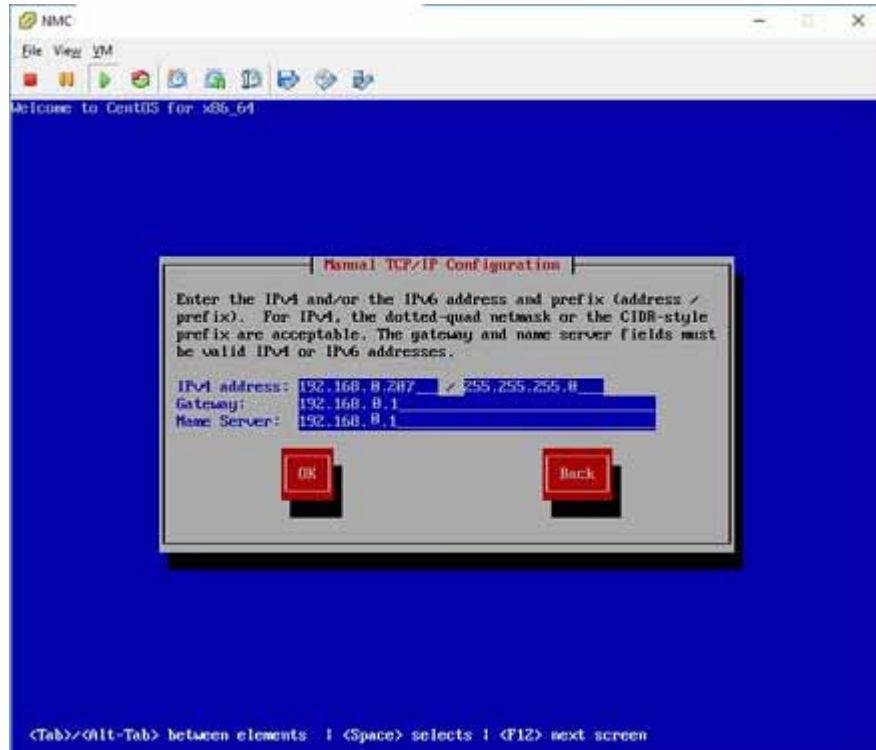 NMC
File View VM
Welcome to CentOS for x86_64
Manual TCP/IP Configuration
Enter the IPv4 and/or the IPv6 address and prefix (address /
prefix). For IPv4, the dotted-quad netmask or the CIDR-style
prefix are acceptable. The gateway and name server fields must
be valid IPv4 or IPv6 addresses.
IPv4 address: 192.168.0.207___ / 255.255.255.0___
Gateway: 192.168.0.1
Name Server: 192.168.0.1
OK Back
<Tab>/<Alt-Tab> between elements | <Space> selects | <F12> next screen